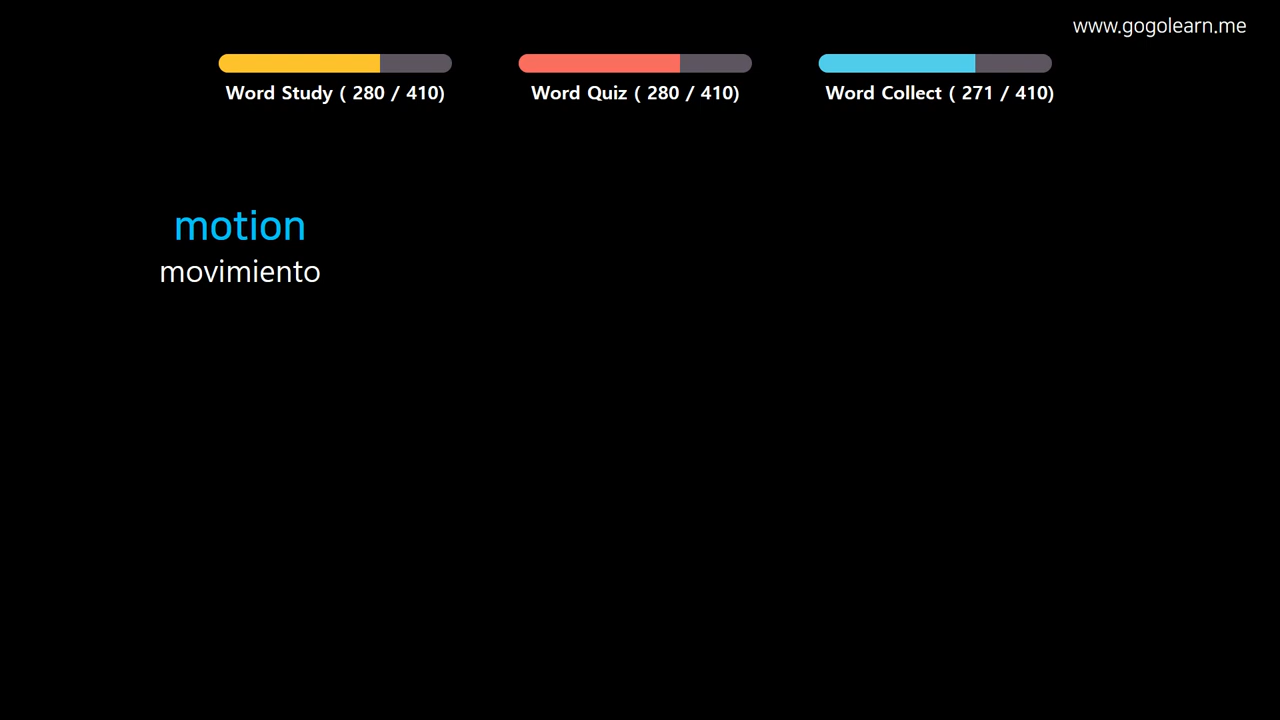 www.gogolearn.me
Word Study ( 280 / 410)
Word Quiz ( 280 / 410)
Word Collect ( 271 / 410)
motion
movimiento